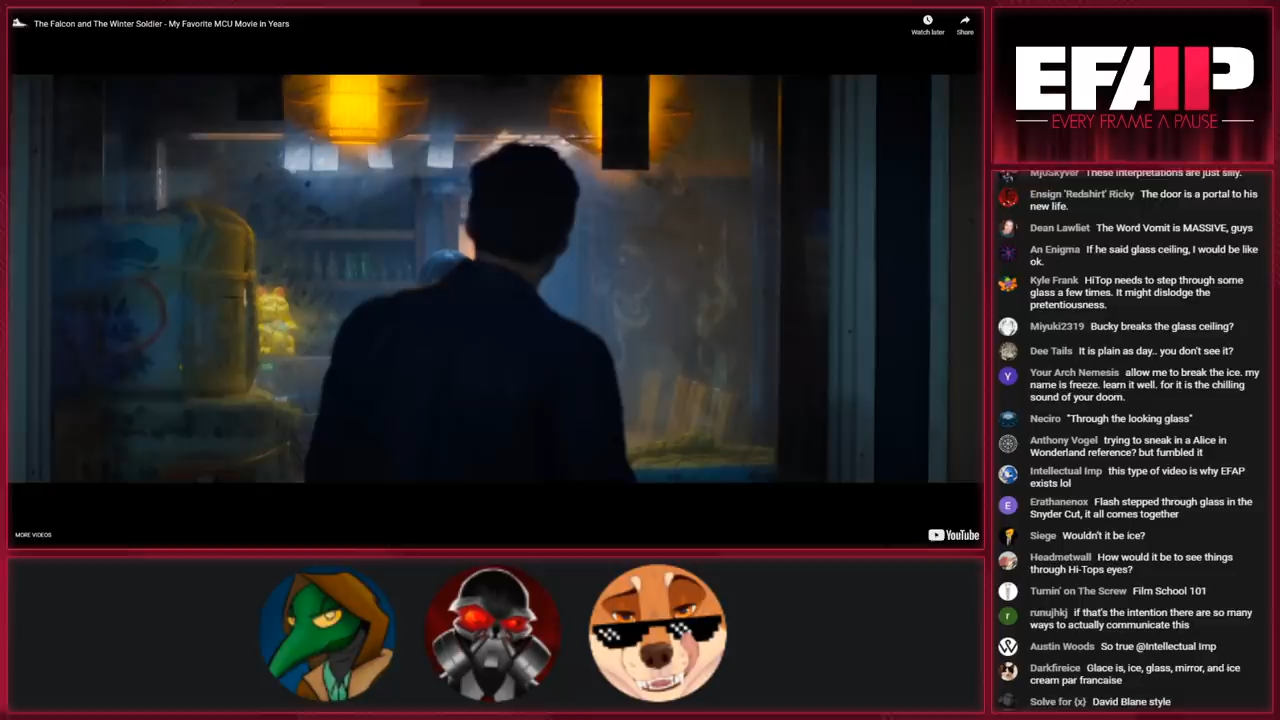 The Falcon and The Winter Soldier - My Favorite MCU Movie in Years
Watch later
Share
MORE VIDEOS
YouTube
EFAP
EVERY FRAME A PAUSE
MjuSkyver These interpretations are just silly.
Ensign 'Redshirt' Ricky The door is a portal to his
new life.
Dean Lawliet The Word Vomit is MASSIVE, guys
An Enigma If he said glass ceiling, I would be like
ok.
Kyle Frank HiTop needs to step through some
glass a few times. It might dislodge the
pretentiousness.
Miyuki2319 Bucky breaks the glass ceiling?
Dee Tails It is plain as day.. you don't see it?
Y
Your Arch Nemesis allow me to break the ice. my
name is freeze. learn it well. for it is the chilling
sound of your doom.
Neciro "Through the looking glass"
Anthony Vogel trying to sneak in a Alice in
Wonderland reference? but fumbled it
Intellectual Imp this type of video is why EFAP
exists lol
E
Erathanenox Flash stepped through glass in the
Snyder Cut, it all comes together
Siege Wouldn't it be ice?
Headmetwall How would it be to see things
through Hi-Tops eyes?
Turnin' on The Screw Film School 101
r
runujhkj if that's the intention there are so many
ways to actually communicate this
Austin Woods So true @Intellectual Imp
Darkfireice Glace is, ice, glass, mirror, and ice
cream par francaise
Solve for {x} David Blane style